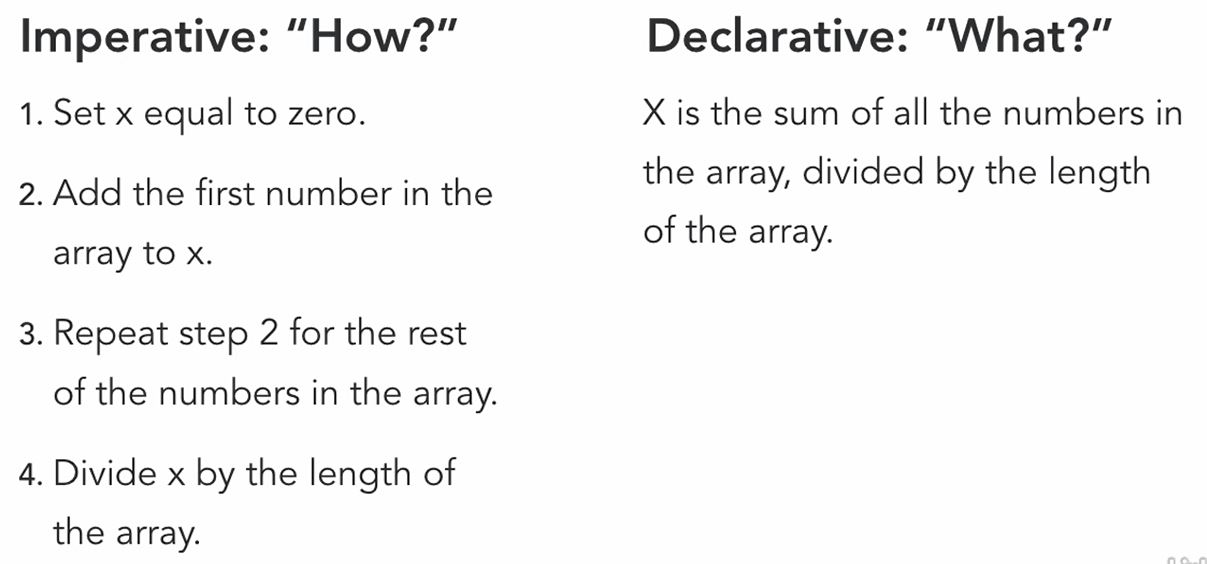 Imperative: “How?”
1. Set x equal to zero.
2. Add the first number in the
array to x.
3. Repeat step 2 for the rest
of the numbers in the array.
4. Divide x by the length of
the array.
Declarative: “What?”
X is the sum of all the numbers in
the array, divided by the length
of the array.